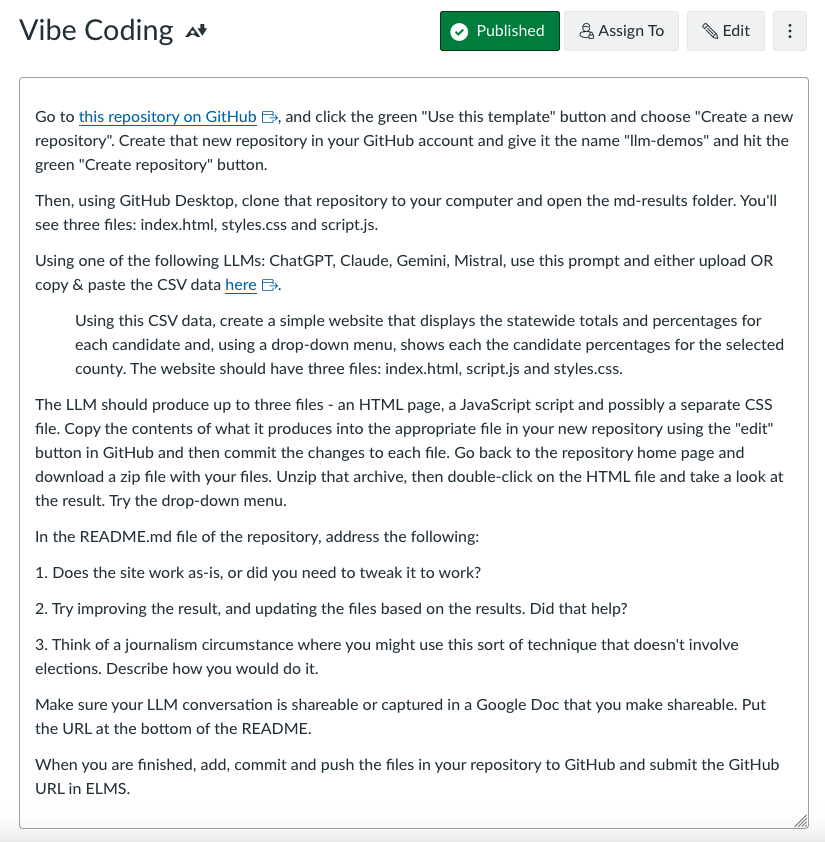 Vibe Coding
Published
Assign To
Edit
Go to this repository on GitHub, and click the green "Use this template" button and choose "Create a new
repository". Create that new repository in your GitHub account and give it the name "llm-demos" and hit the
green "Create repository" button.
Then, using GitHub Desktop, clone that repository to your computer and open the md-results folder. You'll
see three files: index.html, styles.css and script.js.
Using one of the following LLMs: ChatGPT, Claude, Gemini, Mistral, use this prompt and either upload OR
copy & paste the CSV data here.
Using this CSV data, create a simple website that displays the statewide totals and percentages for
each candidate and, using a drop-down menu, shows each the candidate percentages for the selected
county. The website should have three files: index.html, script.js and styles.css.
The LLM should produce up to three files - an HTML page, a JavaScript script and possibly a separate CSS
file. Copy the contents of what it produces into the appropriate file in your new repository using the "edit"
button in GitHub and then commit the changes to each file. Go back to the repository home page and
download a zip file with your files. Unzip that archive, then double-click on the HTML file and take a look at
the result. Try the drop-down menu.
In the README.md file of the repository, address the following:
1. Does the site work as-is, or did you need to tweak it to work?
2. Try improving the result, and updating the files based on the results. Did that help?
3. Think of a journalism circumstance where you might use this sort of technique that doesn't involve
elections. Describe how you would do it.
Make sure your LLM conversation is shareable or captured in a Google Doc that you make shareable. Put
the URL at the bottom of the README.
When you are finished, add, commit and push the files in your repository to GitHub and submit the GitHub
URL in ELMS.